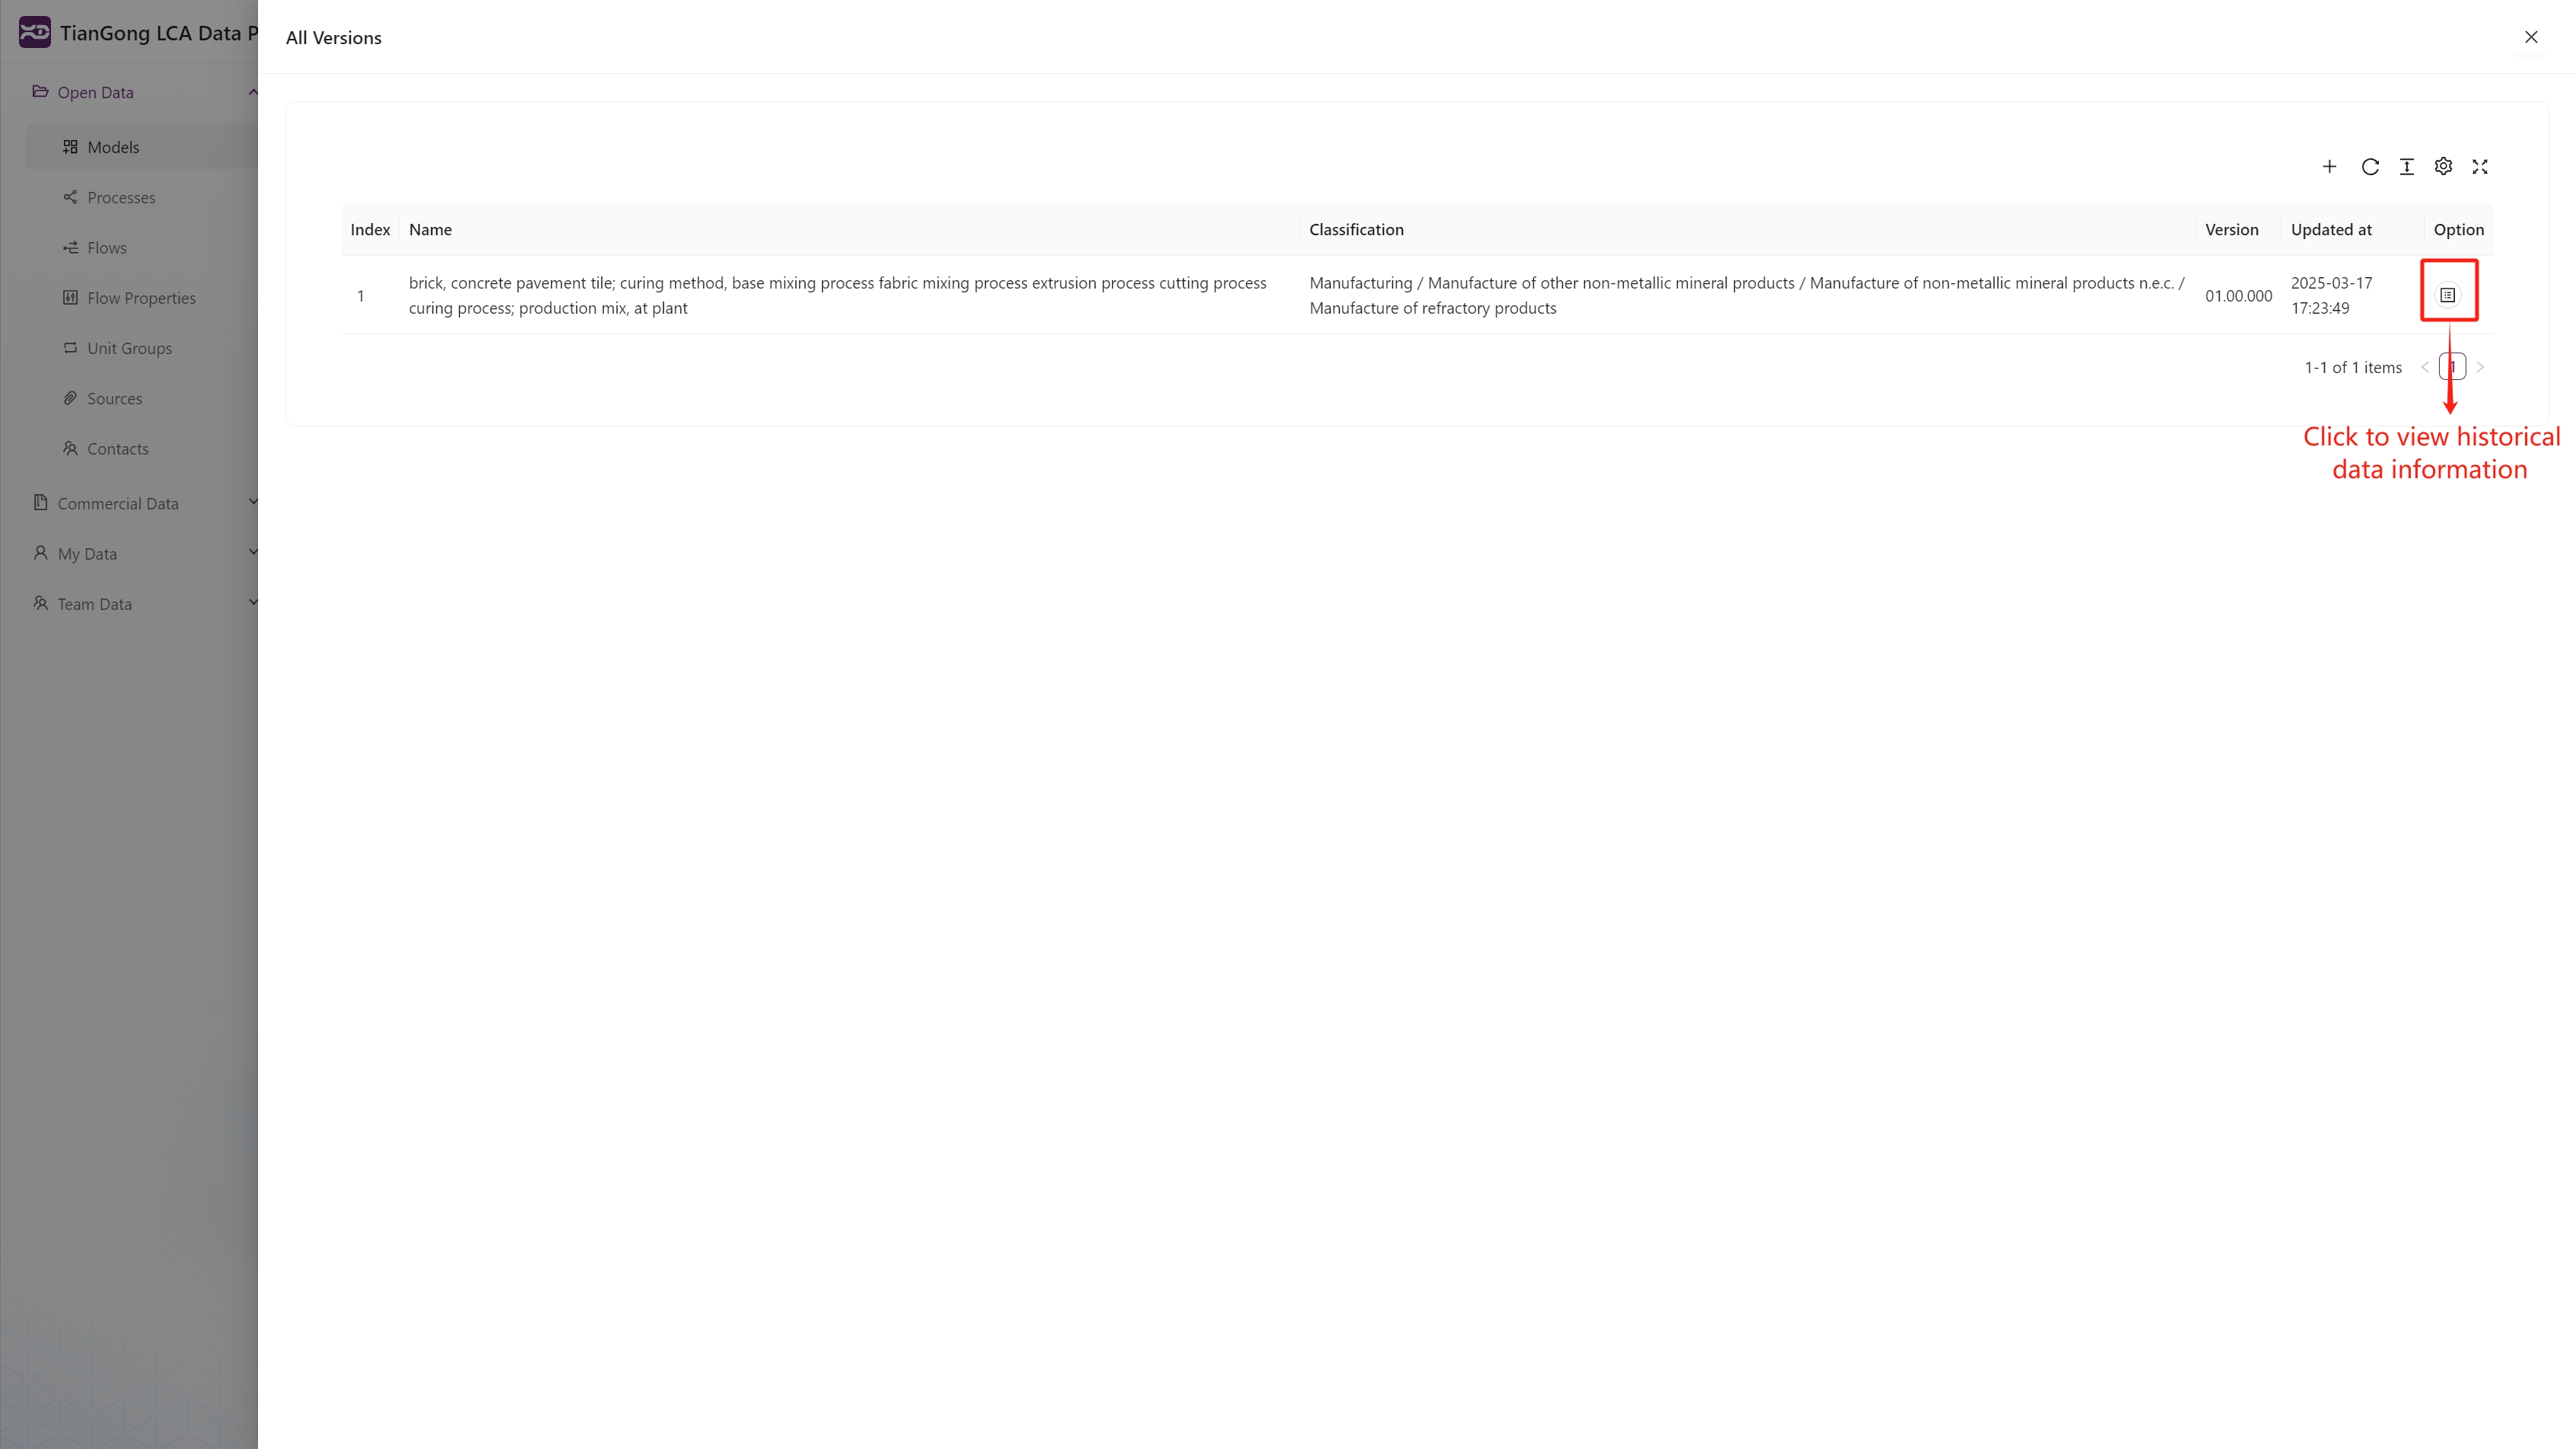 TianGong LCA Data P
All Versions
Open Data
Models
Processes
Flows
Flow Properties
Unit Groups
Sources
Contacts
Commercial Data
My Data
Team Data
Index Name Classification Version Updated at Option
1
brick, concrete pavement tile; curing method, base mixing process fabric mixing process extrusion process cutting process
curing process; production mix, at plant
Manufacturing / Manufacture of other non-metallic mineral products / Manufacture of non-metallic mineral products n.e.c. /
Manufacture of refractory products
01.00.000
2025-03-17
17:23:49
1-1 of 1 items < 1 >
Click to view historical
data information